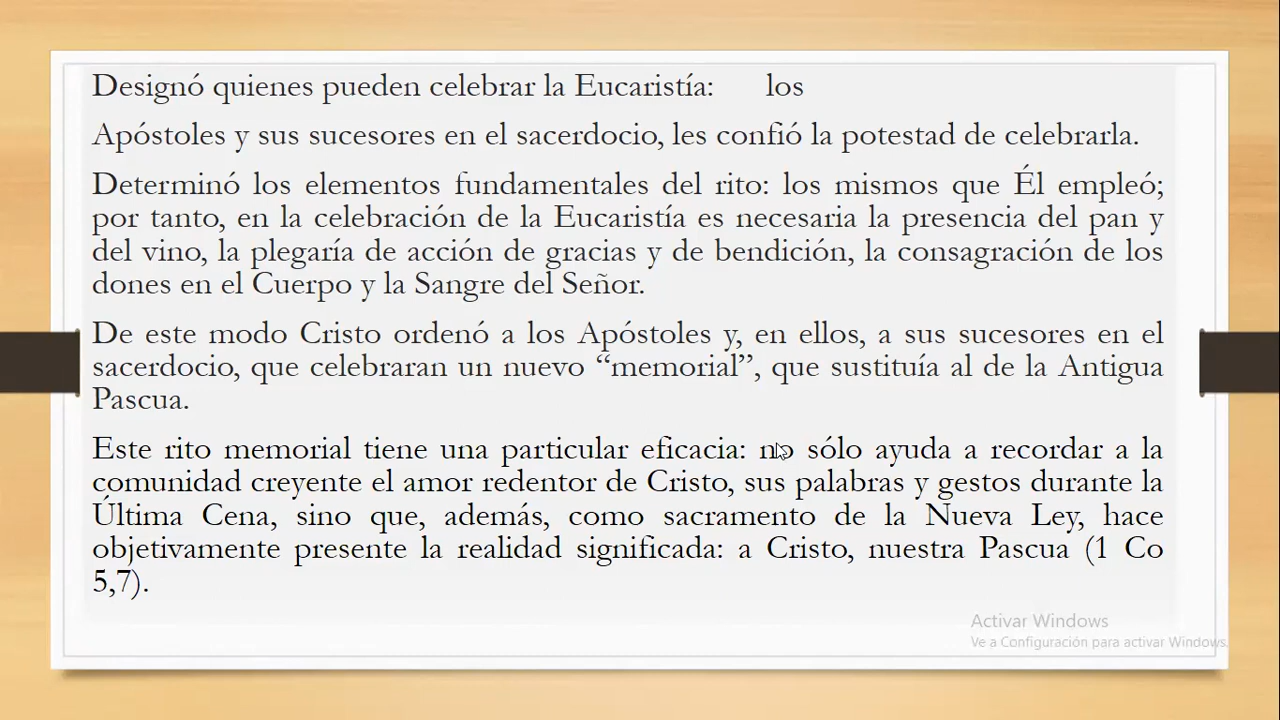 Designó quienes pueden celebrar la Eucaristía: los
Apóstoles y sus sucesores en el sacerdocio, les confió la potestad de celebrarla.
Determinó los elementos fundamentales del rito: los mismos que Él empleó;
por tanto, en la celebración de la Eucaristía es necesaria la presencia del pan y
del vino, la plegaría de acción de gracias y de bendición, la consagración de los
dones en el Cuerpo y la Sangre del Señor.
De este modo Cristo ordenó a los Apóstoles y, en ellos, a sus sucesores en el
sacerdocio, que celebraran un nuevo “memorial”, que sustituía al de la Antigua
Pascua.
Este rito memorial tiene una particular eficacia: no sólo ayuda a recordar a la
comunidad creyente el amor redentor de Cristo, sus palabras y gestos durante la
Última Cena, sino que, además, como sacramento de la Nueva Ley, hace
objetivamente presente la realidad significada: a Cristo, nuestra Pascua (1 Co
5,7).
Activar Windows
Ve a Configuración para activar Windows.